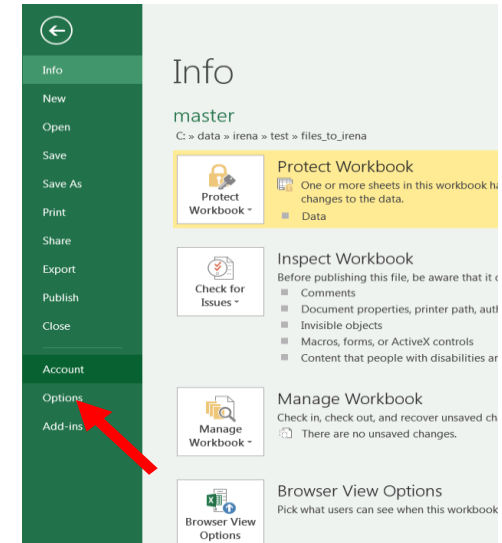 Info
New
Open
Save
Save As
Print
Share
Export
Publish
Close
Account
Options
Add-ins
Info
master
C: » data » irena » test » files_to_irena
Protect
Workbook
Protect Workbook
One or more sheets in this workbook ha
changes to the data.
Data
Check for
Issues
Inspect Workbook
Before publishing this file, be aware that it
Comments
Document properties, printer path, auth
Invisible objects
Macros, forms, or ActiveX controls
Content that people with disabilities
Manage
Workbook
Manage Workbook
Check in, check out, and recover unsaved cha
There are no unsaved changes.
Browser View
Options
Browser View Options
Pick what users can see when this workbook